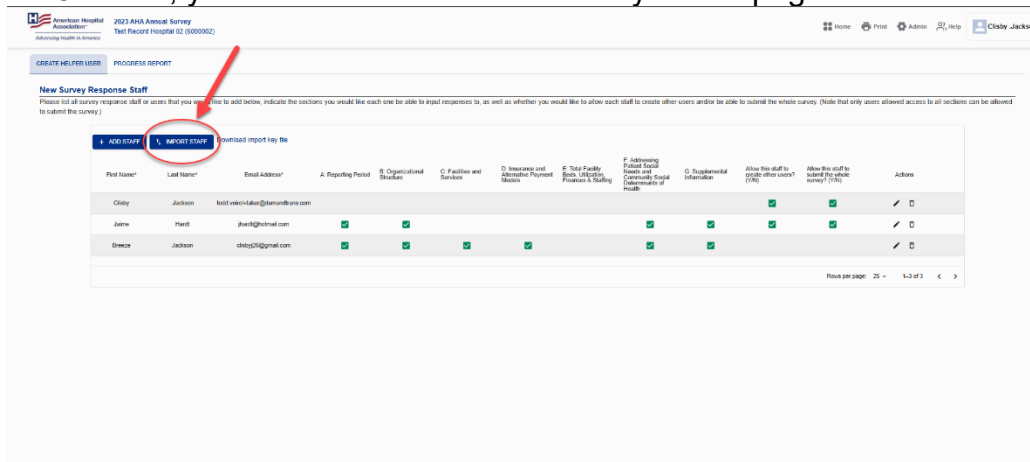 American Hospital
Association™
Advancing Health in America
2023 AHA Annual Survey
Test Record Hospital 02 (6000002)
Home Print Admin Help Clisby Jacks
CREATE HELPER USER PROGRESS REPORT
New Survey Response Staff
Please list all survey response staff or users that you would like to add below, indicate the sections you would like each one be able to input responses to, as well as whether you would like to allow each staff to create other users and/or be able to submit the whole survey. (Note that only users allowed access to all sections can be allowed
to submit the survey.)
+ ADD STAFF IMPORT STAFF Download import key file
First Name* Last Name* Email Address* A: Reporting Period B: Organizational Structure C: Facilities and Services D: Insurance and Alternative Payment Models E: Total Facility Beds, Utilization, Finances & Staffing F: Addressing Patient Social Needs and Community Social Determinants of Health G: Supplemental Information Allow this staff to create other users? (Y/N) Allow this staff to submit the whole survey? (Y/N) Actions
Clisby Jackson
Jaime Hardt jhardt@hotmail.com
Breeze Jackson clisbyj26@gmail.com
Rows per page: 25 1–3 of 3